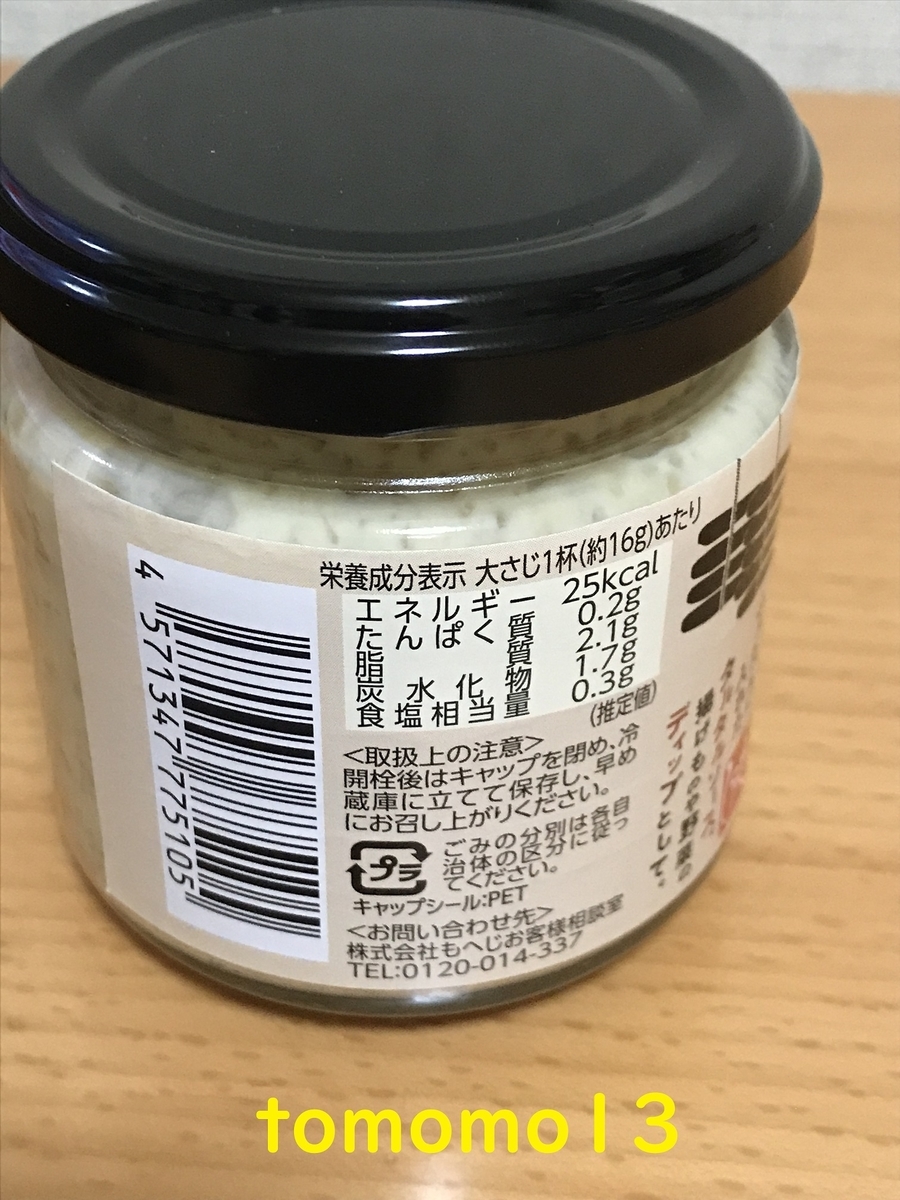 栄養成分表示 大さじ1杯(約16g)あたり
エネルギー 25kcal
たんぱく質 0.2g
脂質 2.1g
炭水化物 1.7g
食塩相当量 0.3g
(推定値)
<取扱上の注意>
開栓後はキャップを閉め、冷
蔵庫に立てて保存し、早め
にお召し上がりください。
プラ
ごみの分別は各自
治体の区分に従っ
てください。
キャップシール:PET
<お問い合わせ先>
株式会社もへじお客様相談室
TEL:0120-014-337
4 571347 775105
タルタルソース
揚げものや野菜の
ディップとして。
tomomo13